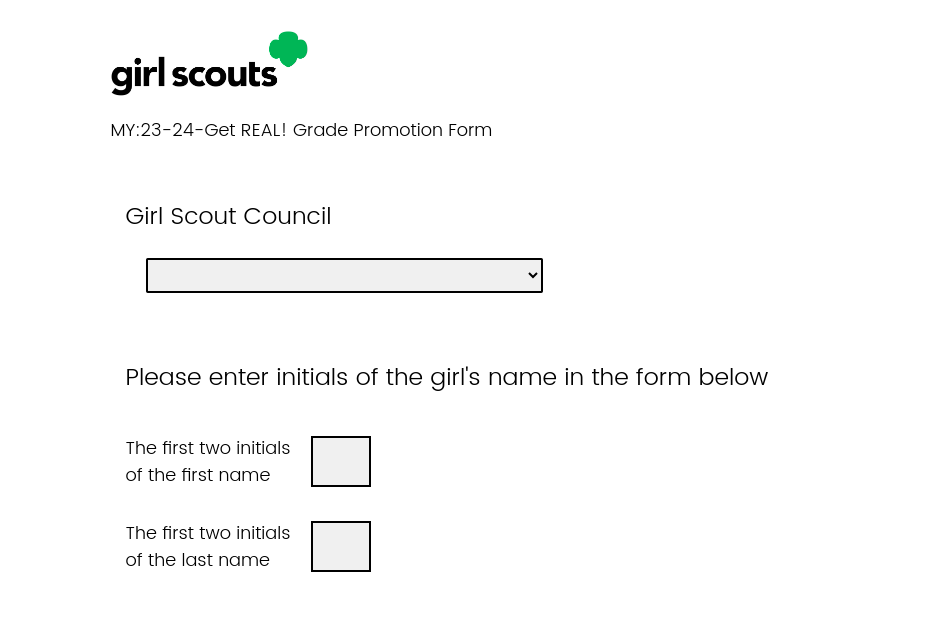 girl scouts
MY:23-24-Get REAL! Grade Promotion Form
Girl Scout Council
Please enter initials of the girl's name in the form below
The first two initials
of the first name
The first two initials
of the last name